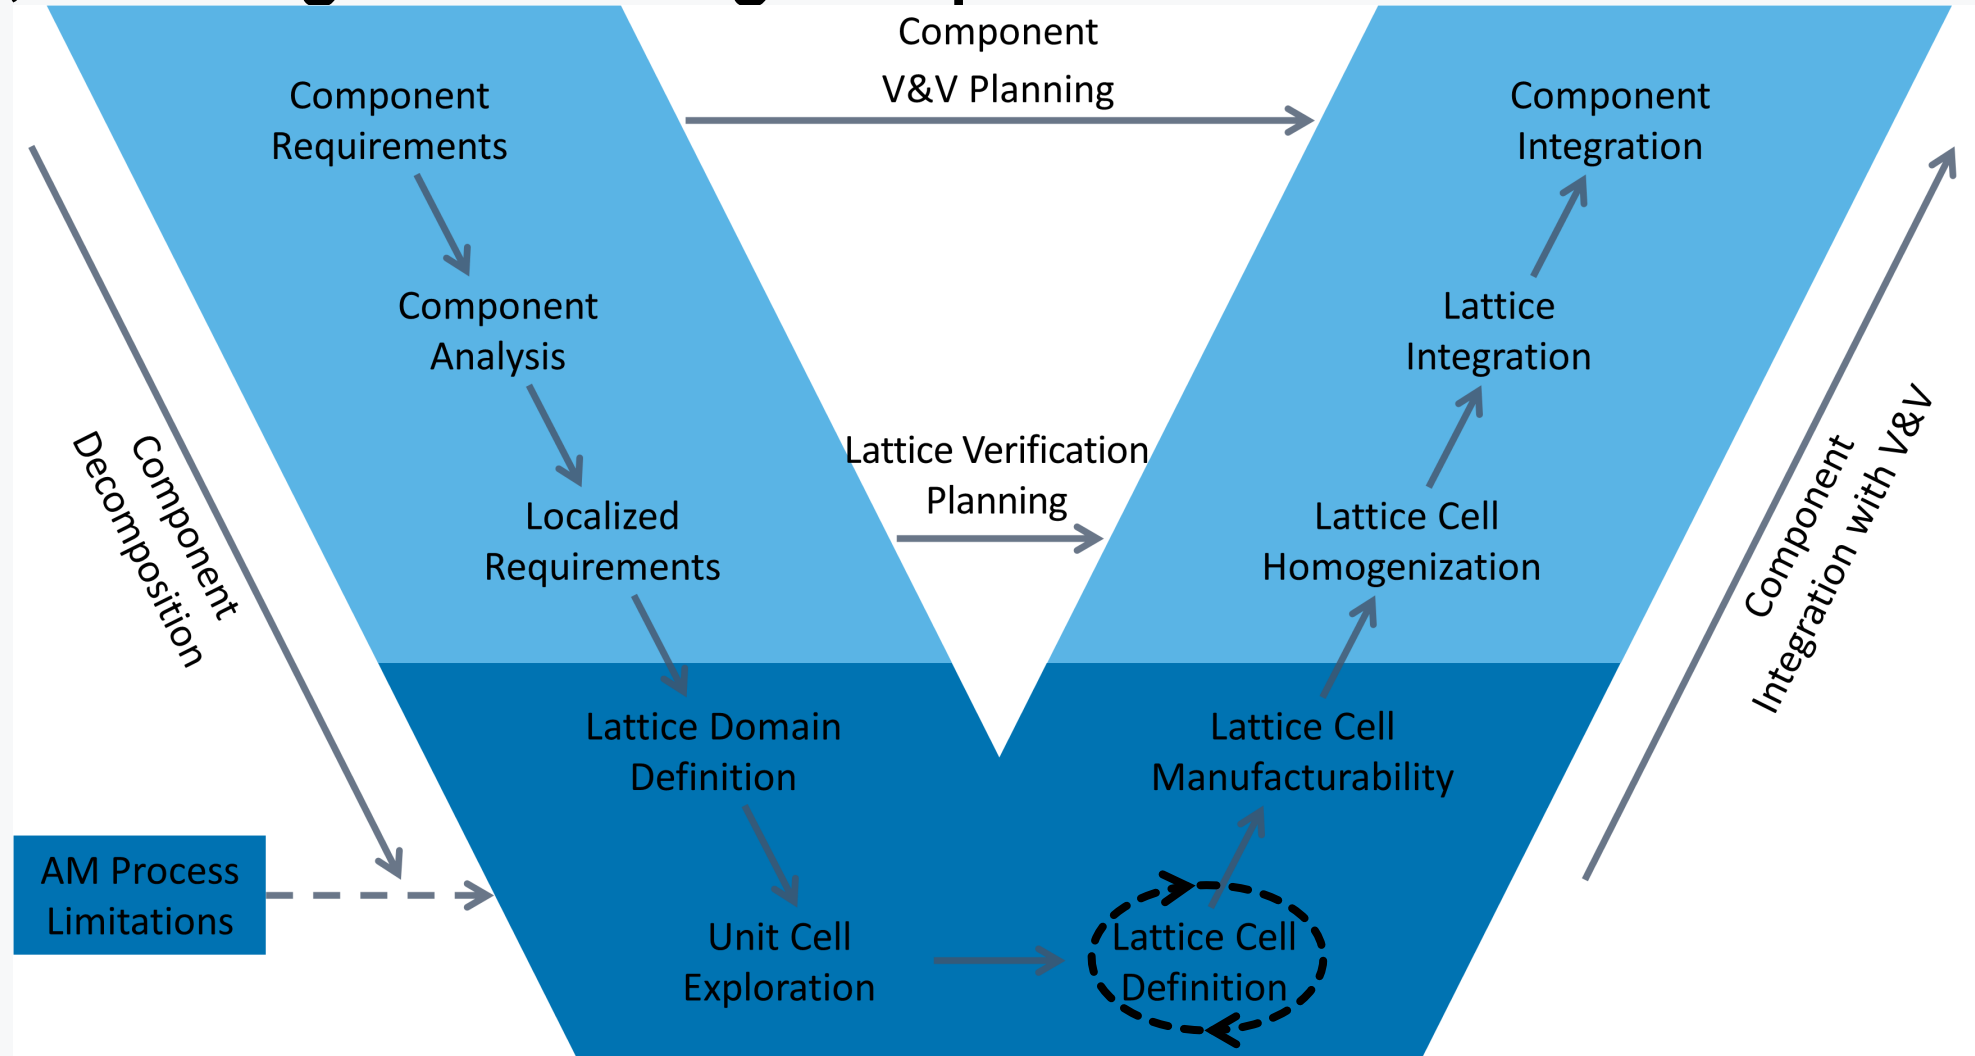 Component
V&V Planning
Component
Requirements
Component
Integration
Component
Analysis
Lattice
Integration
Component
Decomposition
Lattice Verification
Planning
Localized
Requirements
Lattice Cell
Homogenization
Component
Integration with V&V
Lattice Domain
Definition
Lattice Cell
Manufacturability
AM Process
Limitations
Unit Cell
Exploration
Lattice Cell
Definition